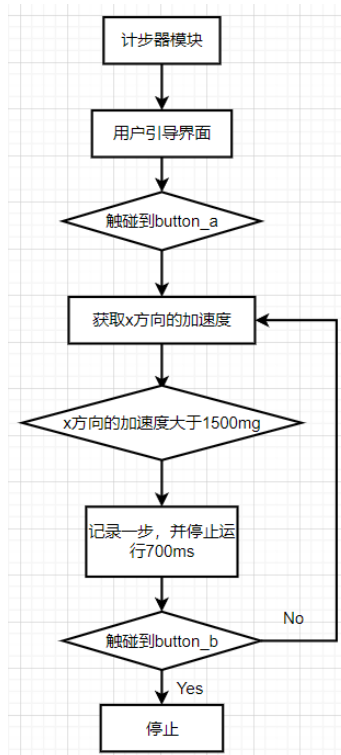 计步器模块
用户引导界面
触碰到button_a
获取x方向的加速度
x方向的加速度大于1500mg
记录一步，并停止运
行700ms
触碰到button_b
No
Yes
停止